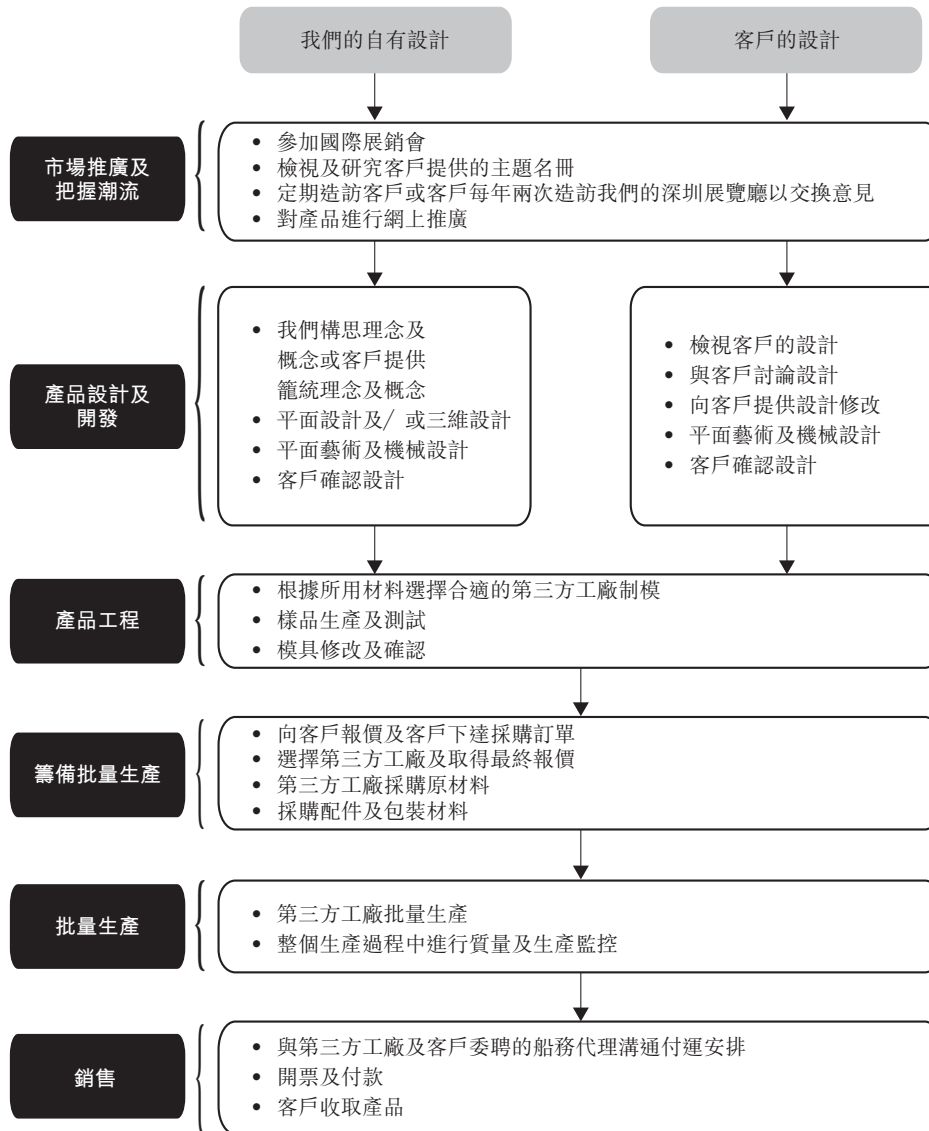 我們的自有設計
客戶的設計
市場推廣及
把握潮流
• 參加國際展銷會
• 檢視及研究客戶提供的主題名冊
• 定期造訪客戶或客戶每年兩次造訪我們的深圳展覽廳以交換意見
• 對產品進行網上推廣
產品設計及
開發
• 我們構思理念及
概念或客戶提供
籠統理念及概念
• 平面設計及/ 或三維設計
• 平面藝術及機械設計
• 客戶確認設計
• 檢視客戶的設計
• 與客戶討論設計
• 向客戶提供設計修改
• 平面藝術及機械設計
• 客戶確認設計
產品工程
• 根據所用材料選擇合適的第三方工廠制模
• 樣品生產及測試
• 模具修改及確認
籌備批量生產
• 向客戶報價及客戶下達採購訂單
• 選擇第三方工廠及取得最終報價
• 第三方工廠採購原材料
• 採購配件及包裝材料
批量生產
• 第三方工廠批量生產
• 整個生產過程中進行質量及生產監控
銷售
• 與第三方工廠及客戶委聘的船務代理溝通付運安排
• 開票及付款
• 客戶收取產品